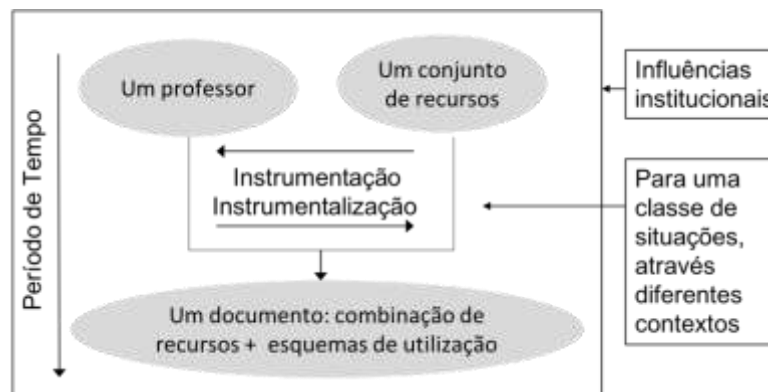 Período de Tempo
Um professor
Um conjunto
de recursos
Instrumentação
Instrumentalização
Um documento: combinação de
recursos + esquemas de utilização
Influências
institucionais
Para uma
classe de
situações,
através
diferentes
contextos